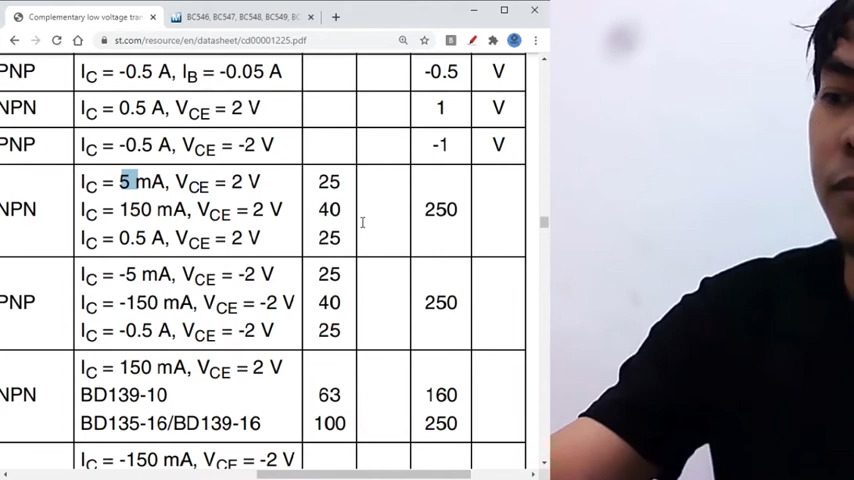 Complementary low voltage tran
BC546, BC547, BC548, BC549, BC
st.com/resource/en/datasheet/cd00001225.pdf
PNP IC = -0.5 A, IB = -0.05 A -0.5 V
NPN IC = 0.5 A, VCE = 2 V 1 V
PNP IC = -0.5 A, VCE = -2 V -1 V
IC = 5 mA, VCE = 2 V 25
NPN IC = 150 mA, VCE = 2 V 40 250
IC = 0.5 A, VCE = 2 V 25
IC = -5 mA, VCE = -2 V 25
PNP IC = -150 mA, VCE = -2 V 40 250
IC = -0.5 A, VCE = -2 V 25
IC = 150 mA, VCE = 2 V
NPN BD139-10 63 160
BD135-16/BD139-16 100 250
IC = -150 mA, VCE = -2 V